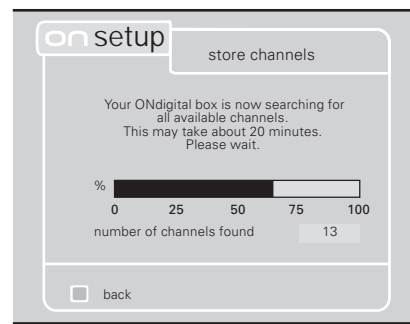 on setup
store channels
Your ONdigital box is now searching for
all available channels.
This may take about 20 minutes.
Please wait.
%
0 25 50 75 100
number of channels found 13
back